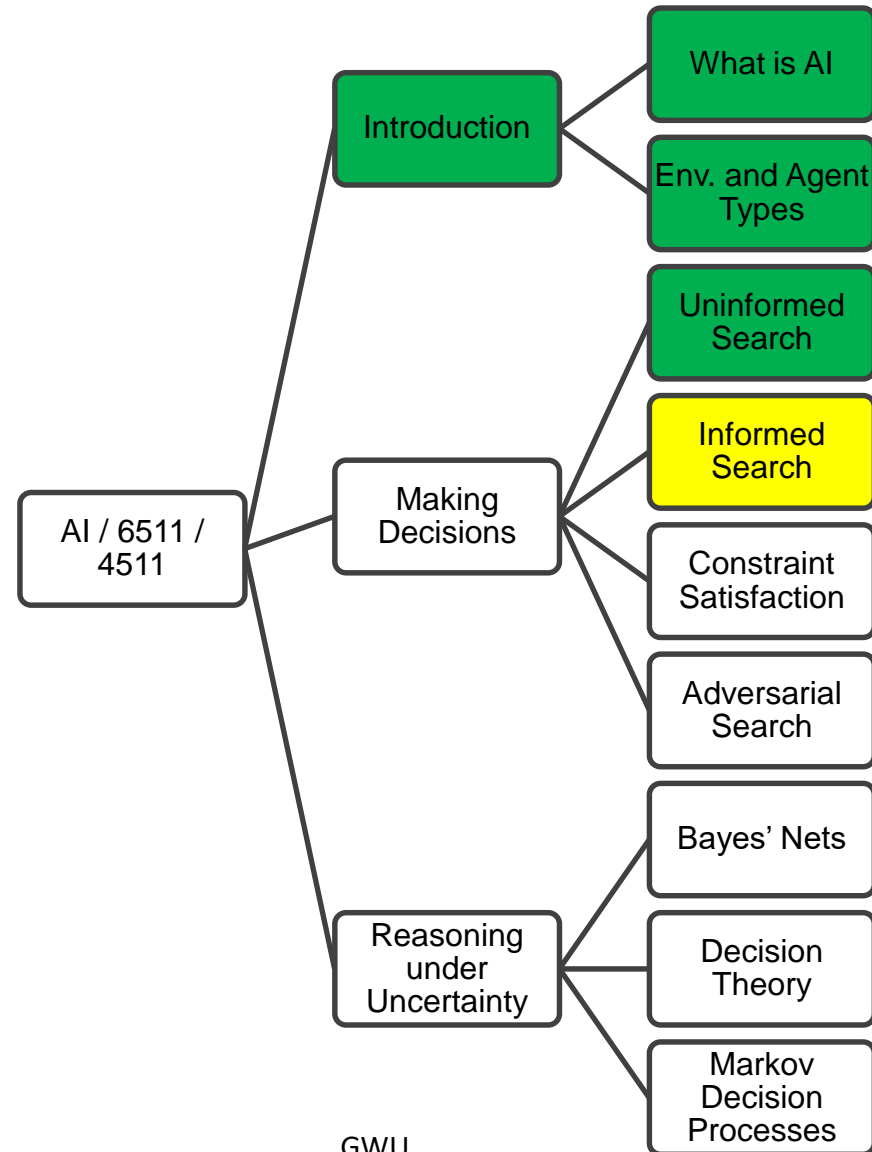 What is AI
Introduction
Env. and Agent
Types
Uninformed
Search
Informed
Search
AI / 6511 /
4511
Making
Decisions
Constraint
Satisfaction
Adversarial
Search
Bayes’ Nets
Reasoning
under
Uncertainty
Decision
Theory
Markov
Decision
Processes
GWU